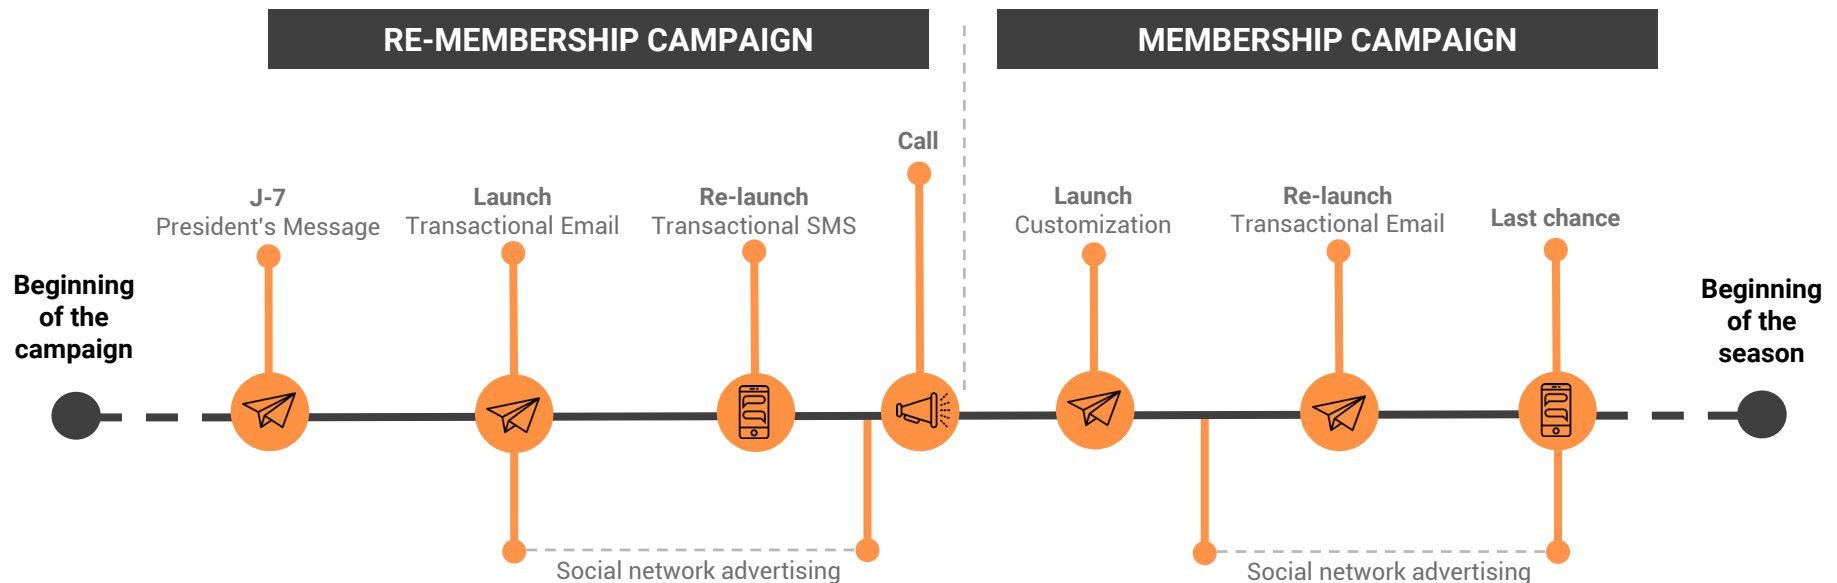 RE-MEMBERSHIP CAMPAIGN
MEMBERSHIP CAMPAIGN
Beginning
of the
campaign
J-7
President's Message
Launch
Transactional Email
Re-launch
Transactional SMS
Call
Launch
Customization
Re-launch
Transactional Email
Last chance
Beginning
of the
season
Social network advertising
Social network advertising